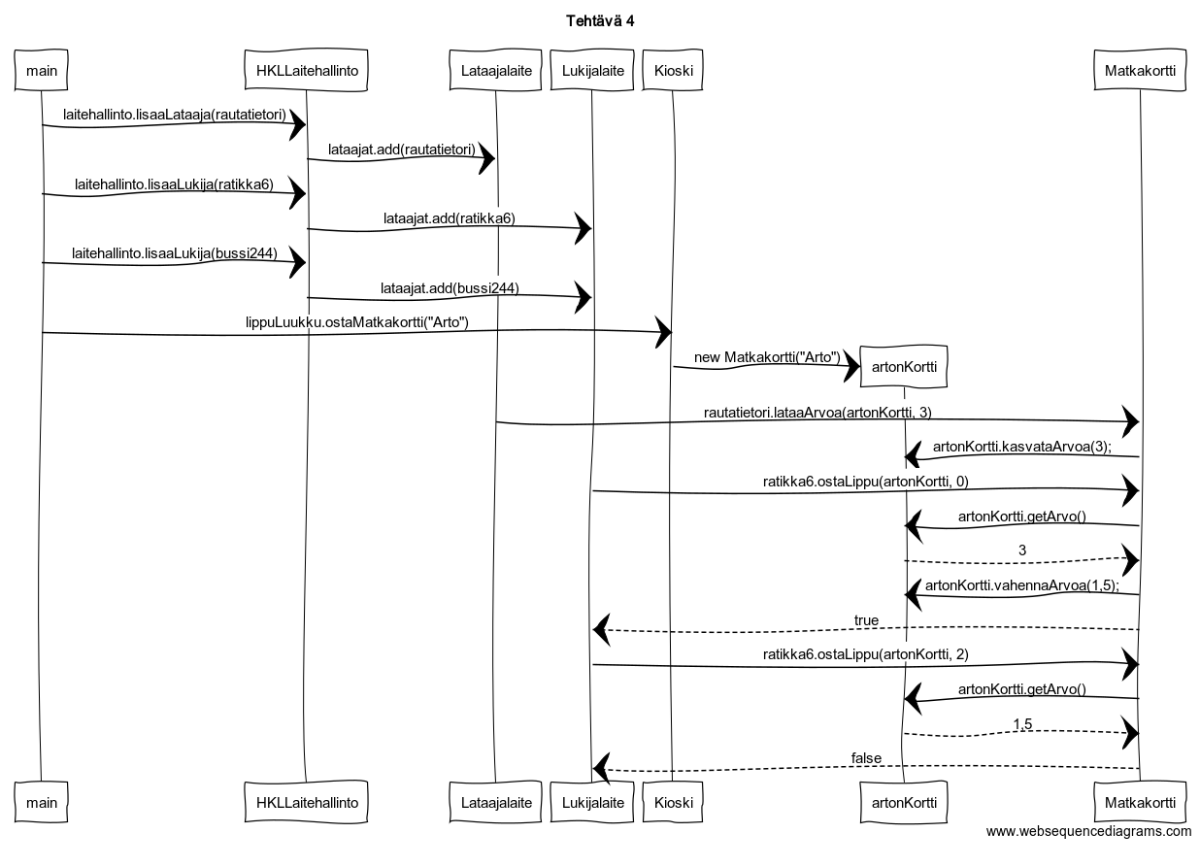 Tehtävä 4
main HKLLaitehallinto Lataajalaite Lukijalaite Kioski Matkakortti
laitehallinto.lisaaLataaja(rautatietori)
lataajat.add(rautatietori)
laitehallinto.lisaaLukija(ratikka6)
lataajat.add(ratikka6)
laitehallinto.lisaaLukija(bussi244)
lataajat.add(bussi244)
lippuLuukku.ostaMatkakortti("Arto")
new Matkakortti("Arto")
artonKortti
rautatietori.lataaArvoa(artonKortti, 3)
artonKortti.kasvataArvoa(3);
ratikka6.ostaLippu(artonKortti, 0)
artonKortti.getArvo()
3
artonKortti.vahennaArvoa(1,5);
true
ratikka6.ostaLippu(artonKortti, 2)
artonKortti.getArvo()
1,5
false
main HKLLaitehallinto Lataajalaite Lukijalaite Kioski artonKortti Matkakortti
www.websequencediagrams.com